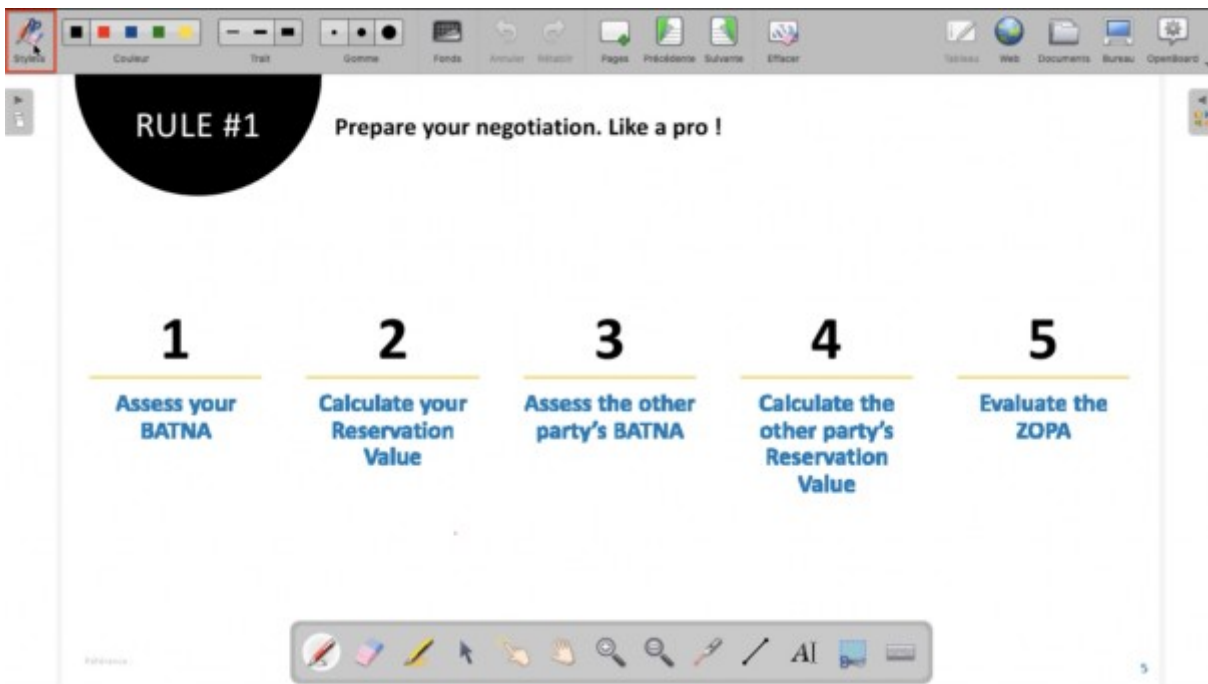 Stylets Couleur Trait Gomme Fonds Annuler Rétablir Pages Précédente Suivante Effacer Tableau Web Documents Bureau OpenBoard
RULE #1
Prepare your negotiation. Like a pro !
1
Assess your
BATNA
2
Calculate your
Reservation
Value
3
Assess the other
party's BATNA
4
Calculate the
other party's
Reservation
Value
5
Evaluate the
ZOPA
AI
Référence
5